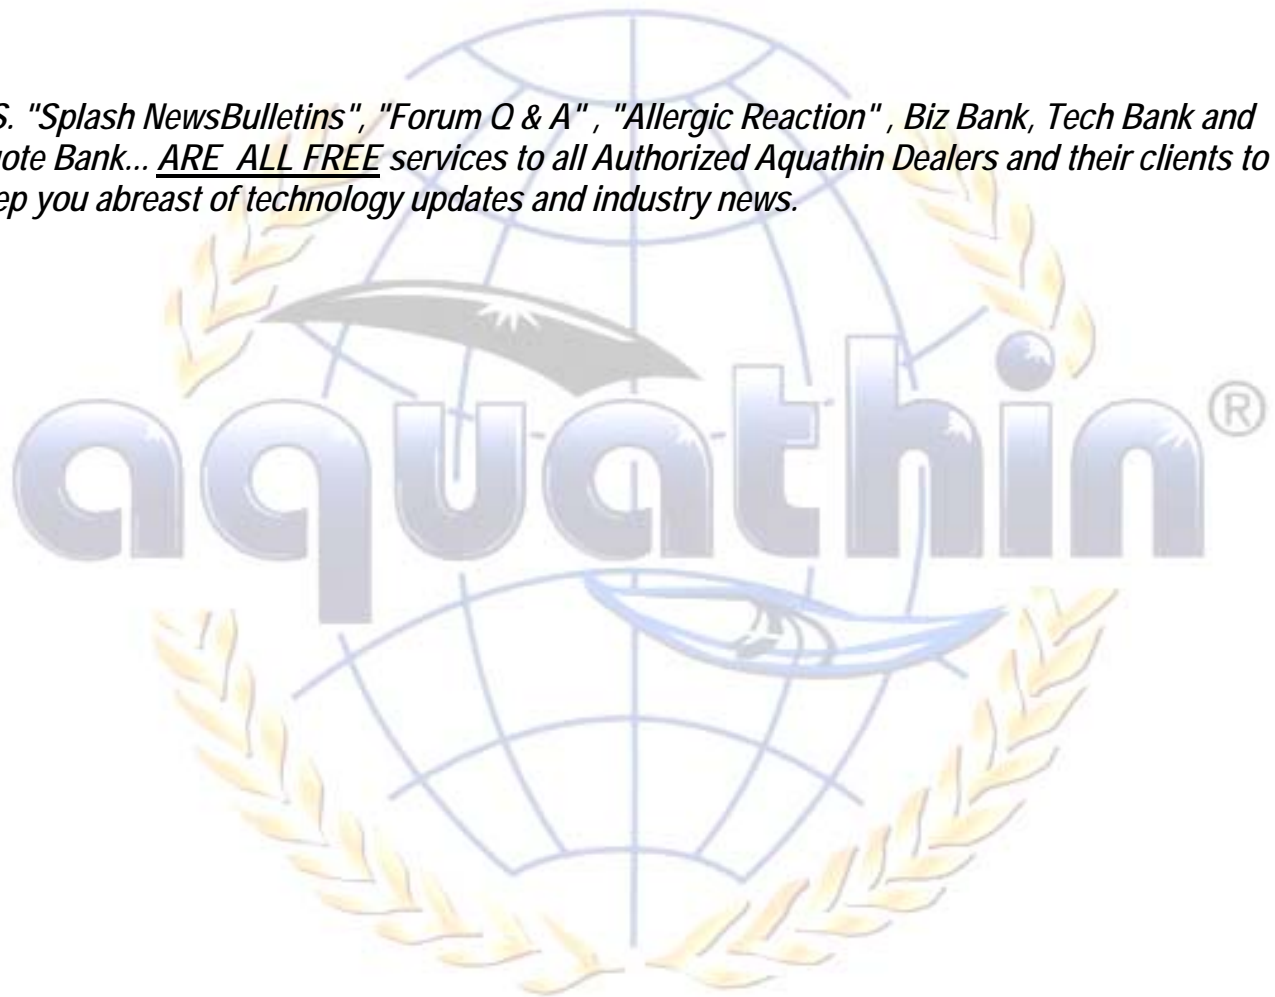 S. "Splash NewsBulletins", "Forum Q & A" , "Allergic Reaction" , Biz Bank, Tech Bank and
ote Bank... ARE ALL FREE services to all Authorized Aquathin Dealers and their clients to
ep you abreast of technology updates and industry news.
aquathin®